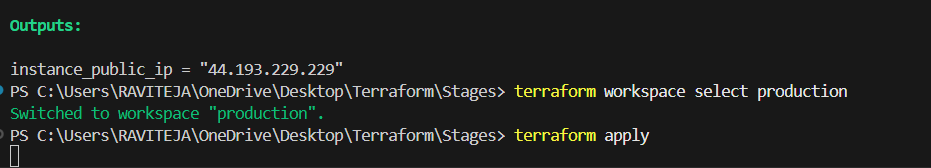 Outputs:
instance_public_ip = "44.193.229.229"
PS C:\Users\RAVITEJA\OneDrive\Desktop\Terraform\Stages> terraform workspace select production
Switched to workspace "production".
PS C:\Users\RAVITEJA\OneDrive\Desktop\Terraform\Stages> terraform apply